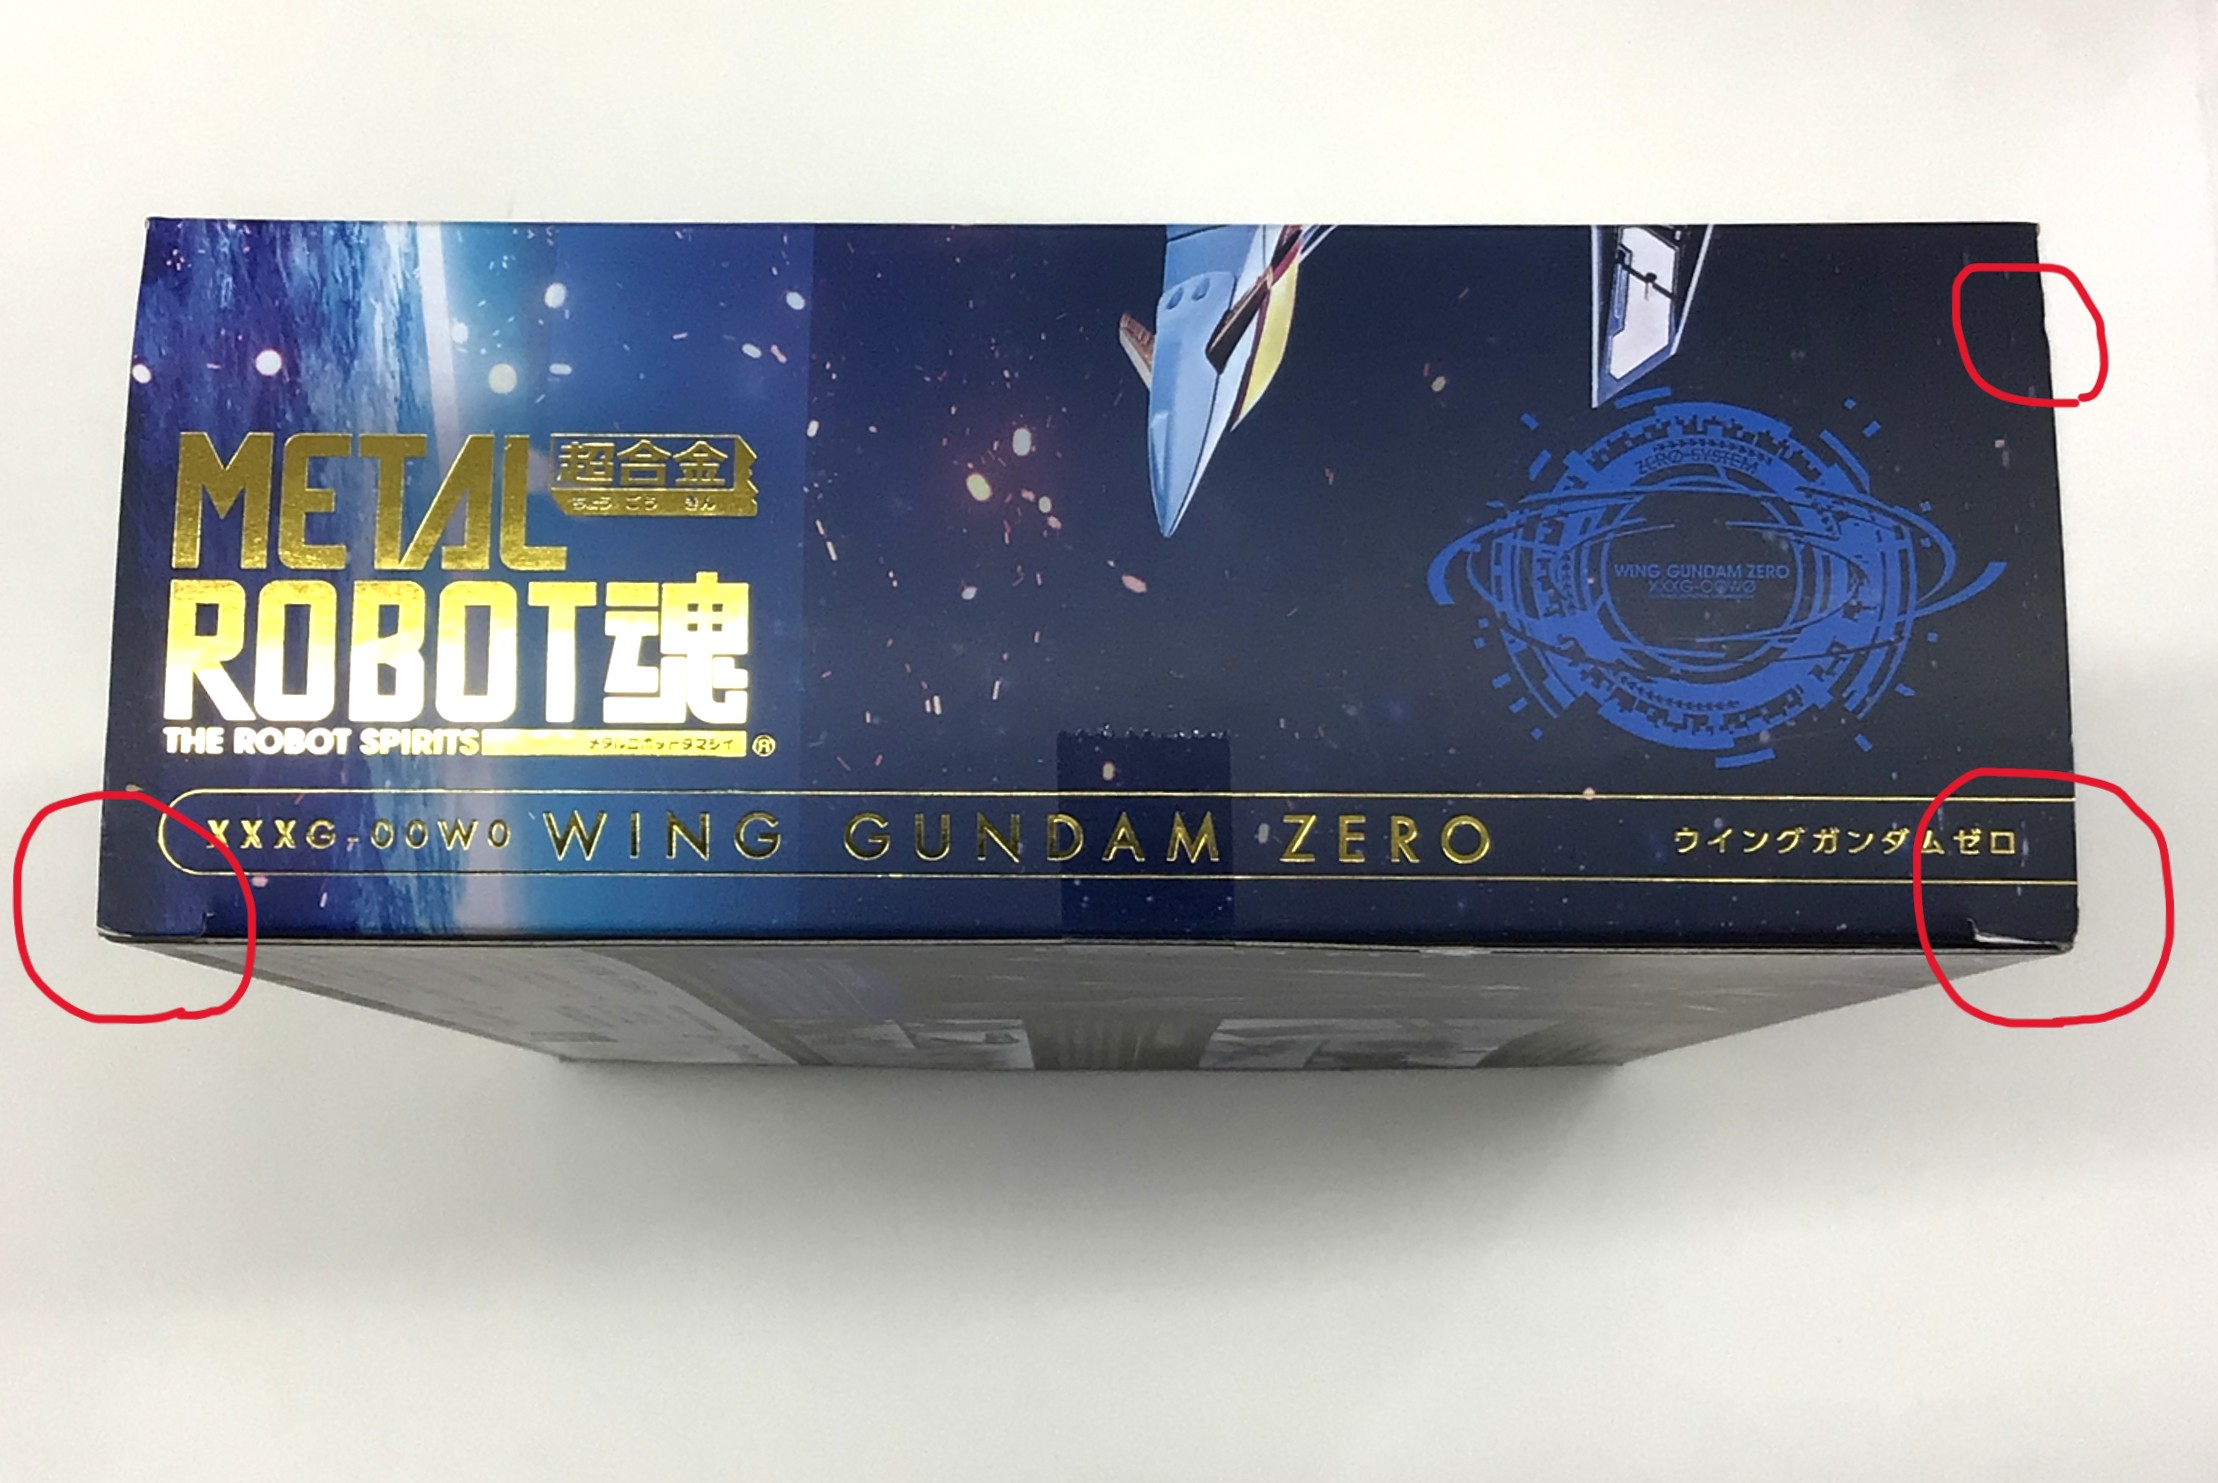 METAL 超合金
ちょう ごう きん
ROBOT魂
THE ROBOT SPIRITS メタルロボットタマシイ ®
ZERO-SYSTEM
WING GUNDAM ZERO
XXXG-00W0
XXXG-00W0 WING GUNDAM ZERO ウイングガンダムゼロ